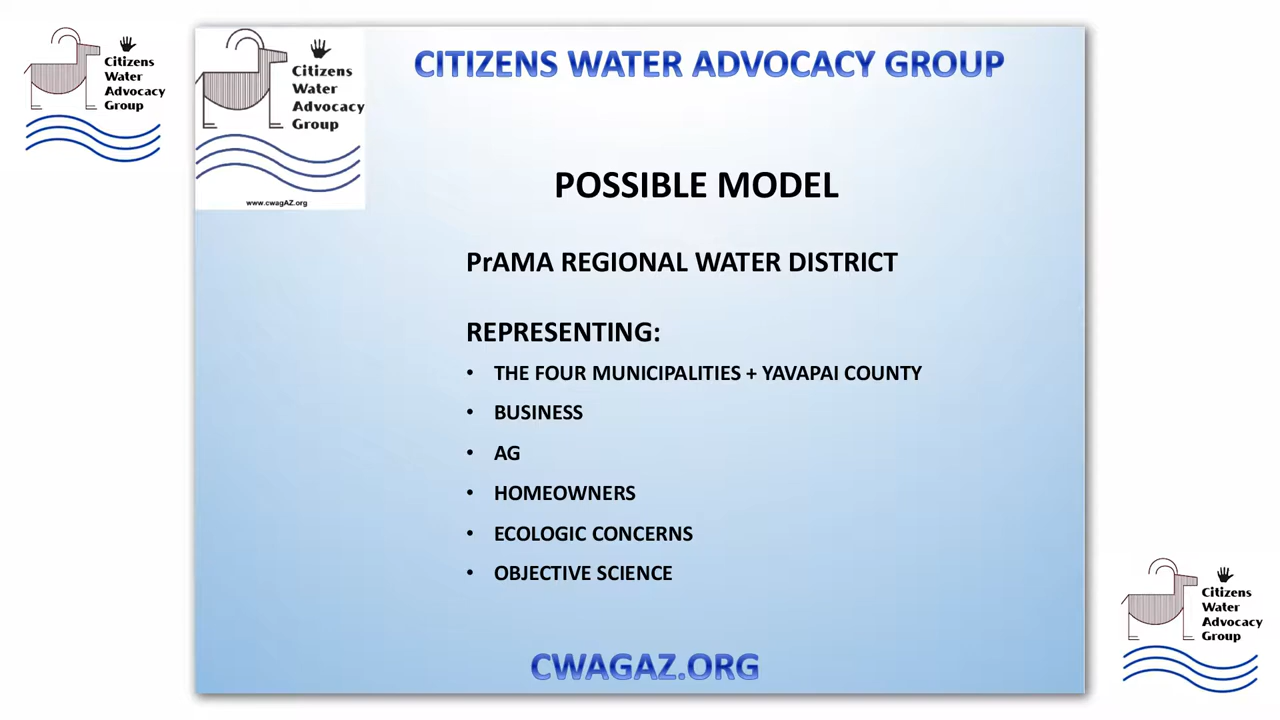 Citizens
Water
Advocacy
Group
Citizens
Water
Advocacy
Group
www.cwagAZ.org
CITIZENS WATER ADVOCACY GROUP
POSSIBLE MODEL
PrAMA REGIONAL WATER DISTRICT
REPRESENTING:
• THE FOUR MUNICIPALITIES + YAVAPAI COUNTY
• BUSINESS
• AG
• HOMEOWNERS
• ECOLOGIC CONCERNS
• OBJECTIVE SCIENCE
CWAGAZ.ORG
Citizens
Water
Advocacy
Group